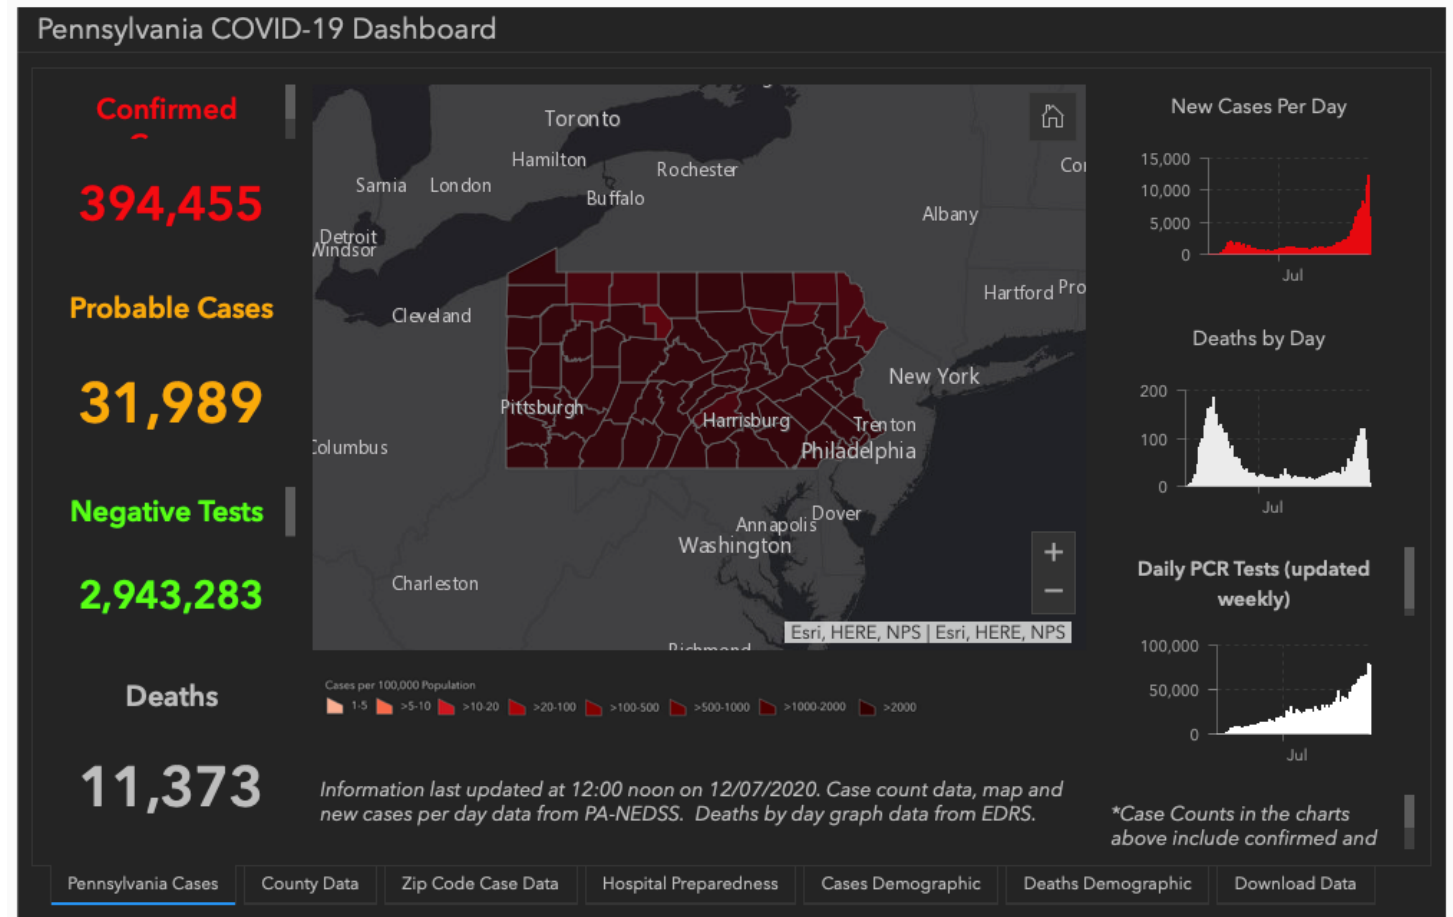 Pennsylvania COVID-19 Dashboard
Confirmed
394,455
Probable Cases
31,989
Negative Tests
2,943,283
Deaths
11,373
Toronto
Hamilton
Rochester
Sarnia
London
Buffalo
Albany
Detroit
Windsor
Hartford
Pro
Cleveland
New York
Pittsburgh
Harrisburg
Trenton
Columbus
Philadelphia
Dover
Annapolis
Washington
Charleston
Richmond
+
−
Esri, HERE, NPS | Esri, HERE, NPS
Cases per 100,000 Population
1-5 >5-10 >10-20 >20-100 >100-500 >500-1000 >1000-2000 >2000
Information last updated at 12:00 noon on 12/07/2020. Case count data, map and
new cases per day data from PA-NEDSS. Deaths by day graph data from EDRS.
New Cases Per Day
15,000
10,000
5,000
0
Jul
Deaths by Day
200
100
0
Jul
Daily PCR Tests (updated
weekly)
100,000
50,000
0
Jul
*Case Counts in the charts
above include confirmed and
Pennsylvania Cases
County Data
Zip Code Case Data
Hospital Preparedness
Cases Demographic
Deaths Demographic
Download Data